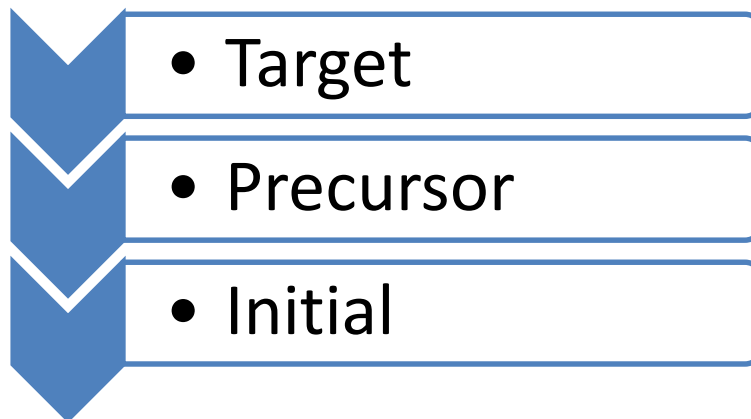 • Target
• Precursor
• Initial